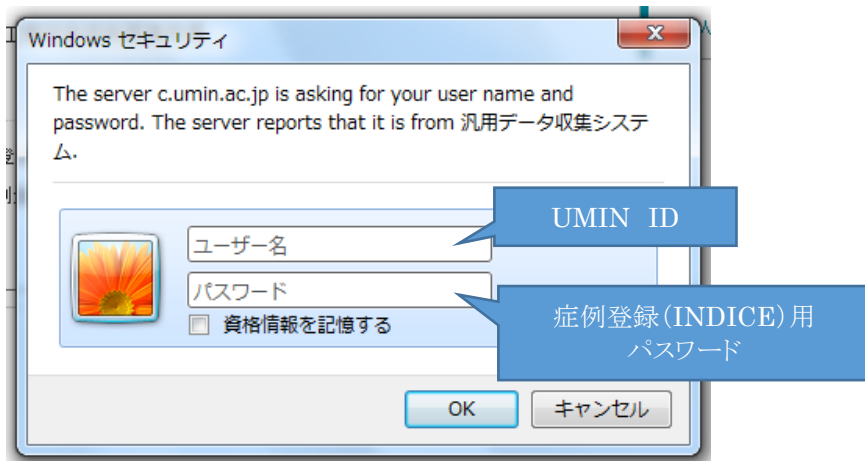 Windows セキュリティ
The server c.umin.ac.jp is asking for your user name and
password. The server reports that it is from 汎用データ収集システ
ム.
UMIN ID
ユーザー名
パスワード
資格情報を記憶する
症例登録(INDICE)用
パスワード
OK
キャンセル